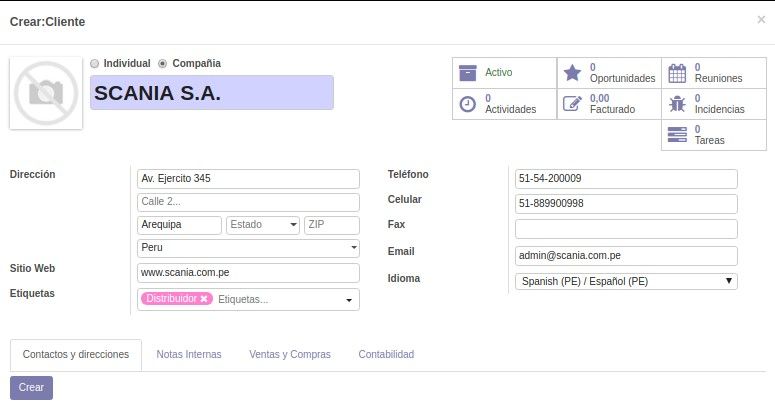 Crear:Cliente
×
Individual Compañia
SCANIA S.A.
Activo
0 Oportunidades
0 Reuniones
0 Actividades
0,00 Facturado
0 Incidencias
0 Tareas
Dirección
Av. Ejercito 345
Calle 2...
Arequipa Estado ZIP
Peru
Sitio Web www.scania.com.pe
Etiquetas Distribuidor × Etiquetas...
Teléfono 51-54-200009
Celular 51-889900998
Fax
Email admin@scania.com.pe
Idioma Spanish (PE) / Español (PE)
Contactos y direcciones Notas Internas Ventas y Compras Contabilidad
Crear